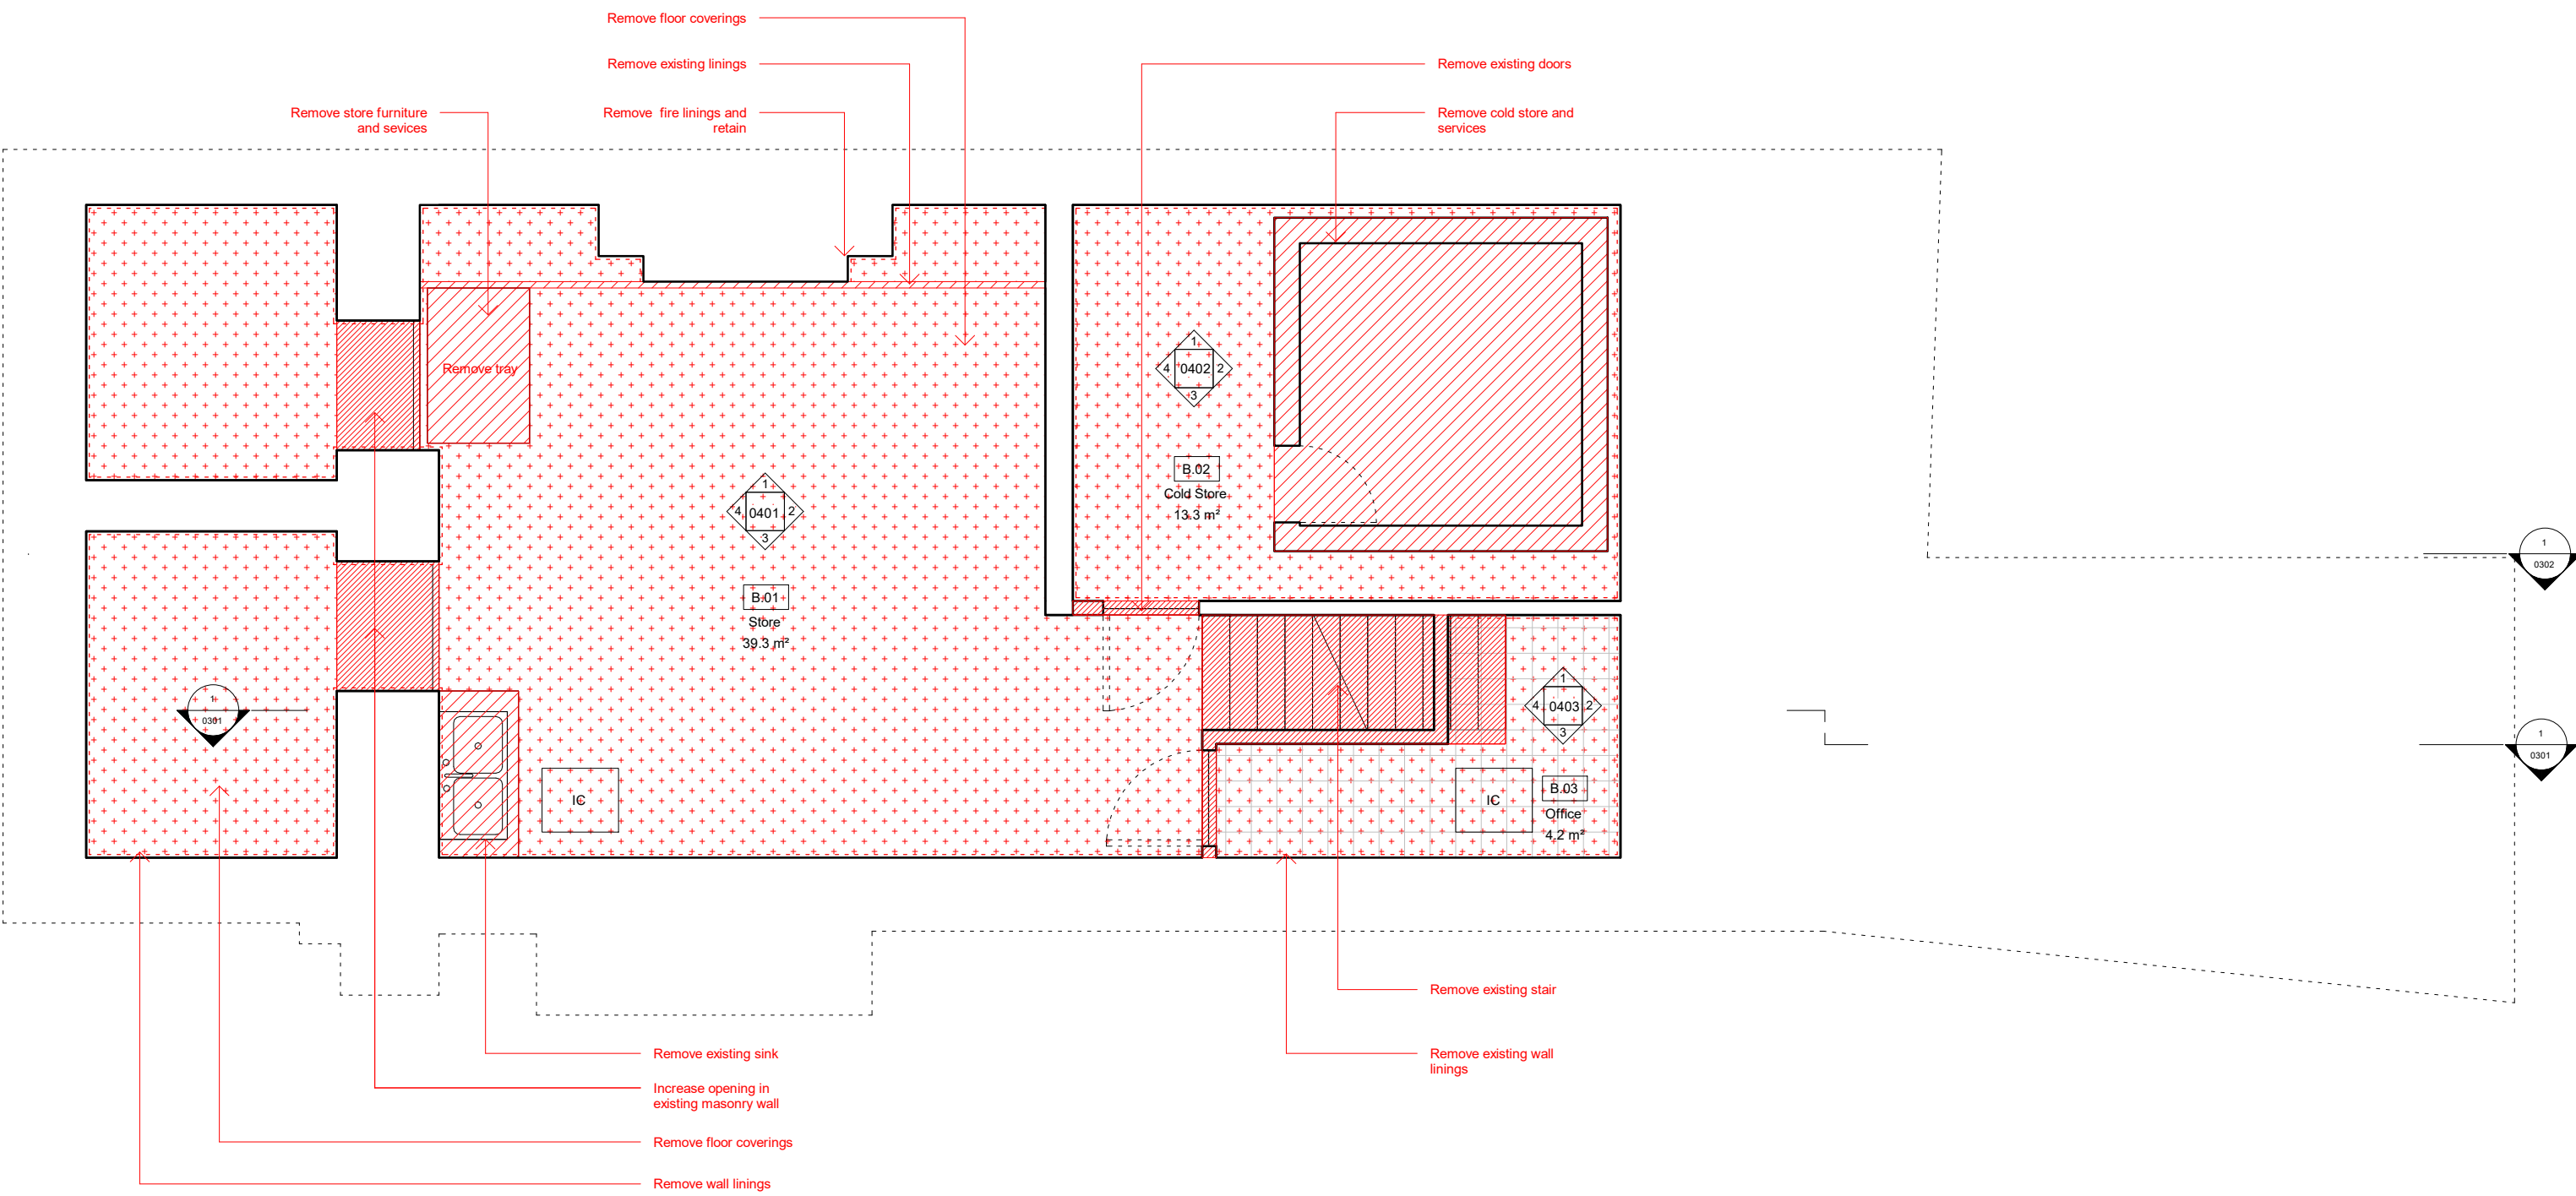 Remove floor coverings
Remove existing linings
Remove existing doors
Remove store furniture
and sevices
Remove  fire linings and
retain
Remove cold store and
services
Remove tray
1
4 0402 2
3
B.02
Cold Store
13.3 m²
1
4 0401 2
3
B.01
Store
39.3 m²
1
0302
1
4 0403 2
3
1
0301
1
0301
IC
IC
B.03
Office
4.2 m²
Remove existing stair
Remove existing sink
Remove existing wall
linings
Increase opening in
existing masonry wall
Remove floor coverings
Remove wall linings